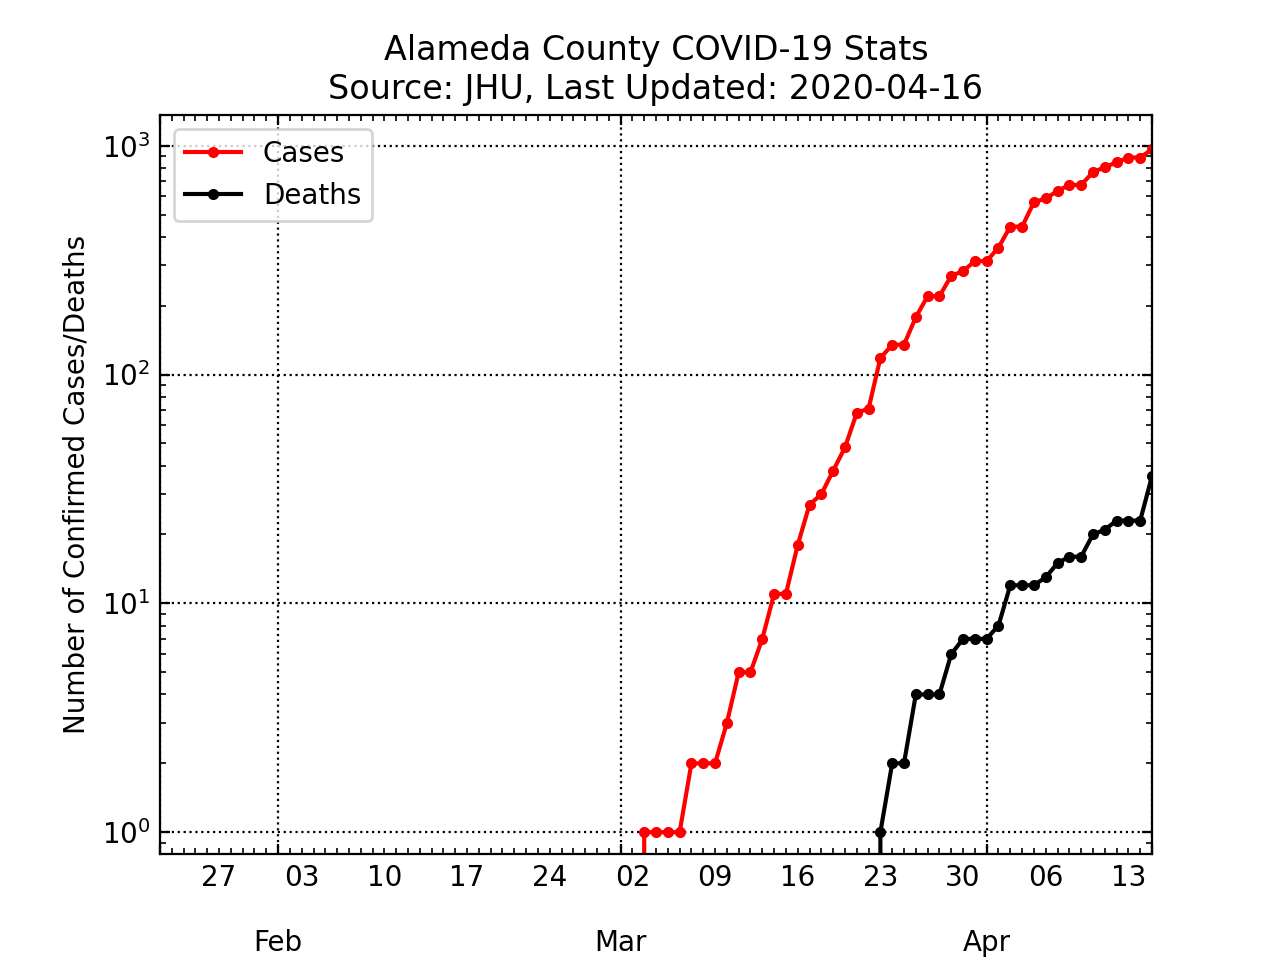 Alameda County COVID-19 Stats
Source: JHU, Last Updated: 2020-04-16
Cases
Deaths
Number of Confirmed Cases/Deaths
10³
10²
10¹
10⁰
27 03 10 17 24 02 09 16 23 30 06 13
Feb Mar Apr